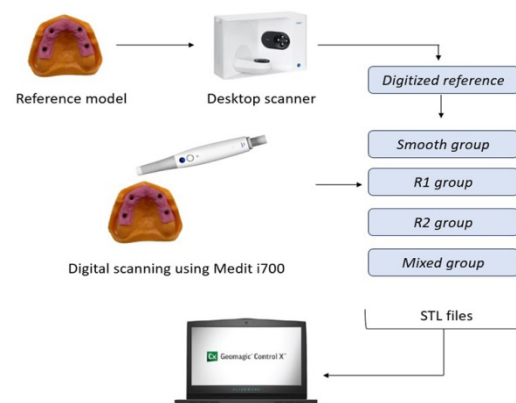 Reference model
Desktop scanner
Digitized reference
Smooth group
R1 group
R2 group
Mixed group
Digital scanning using Medit i700
STL files
Cx Geomagic Control X